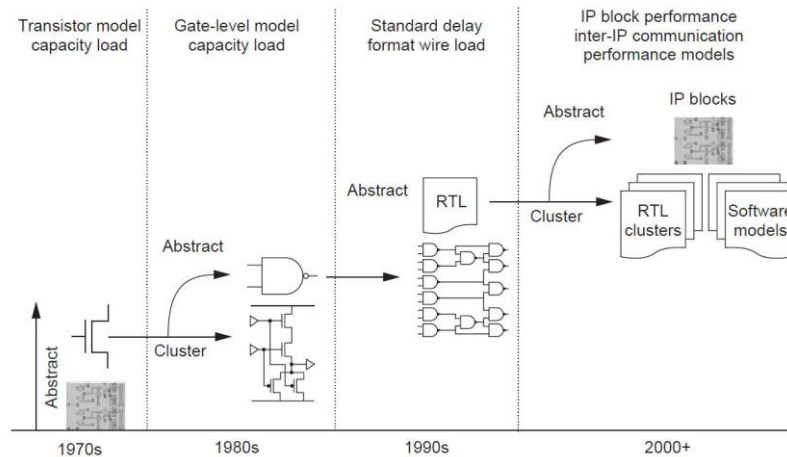 Transistor model
capacity load
Gate-level model
capacity load
Standard delay
format wire load
IP block performance
inter-IP communication
performance models
IP blocks
Abstract
Abstract
RTL
Cluster
RTL
clusters
Software
models
Abstract
Cluster
Abstract
1970s
1980s
1990s
2000+